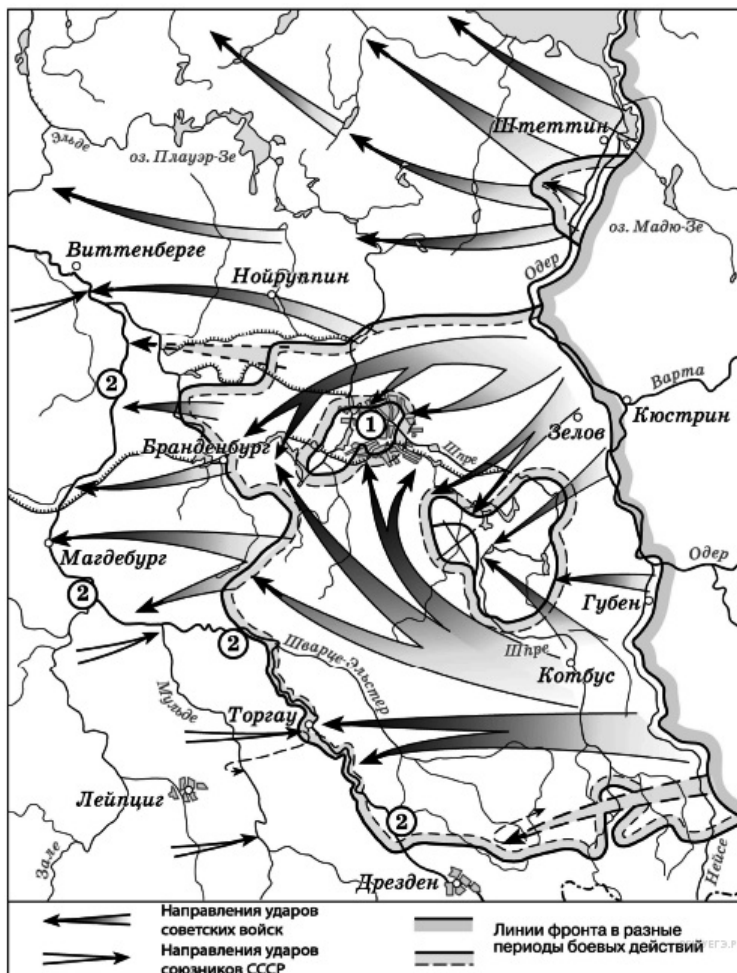 Штеттин
Эльде
оз. Плауэр-Зе
оз. Мадю-Зе
Одер
Виттенберге
Нойруппин
Варта
2
1
Зелов
Кюстрин
Шпре
Бранденбург
Магдебург
Одер
2
Губен
2
Шварце-Эльстер
Шпре
Котбус
Мульде
Торгау
Лейпциг
2
Зале
Дрезден
Нейсе
Направления ударов
советских войск
Линии фронта в разные
периоды боевых действий
Направления ударов
союзников СССР